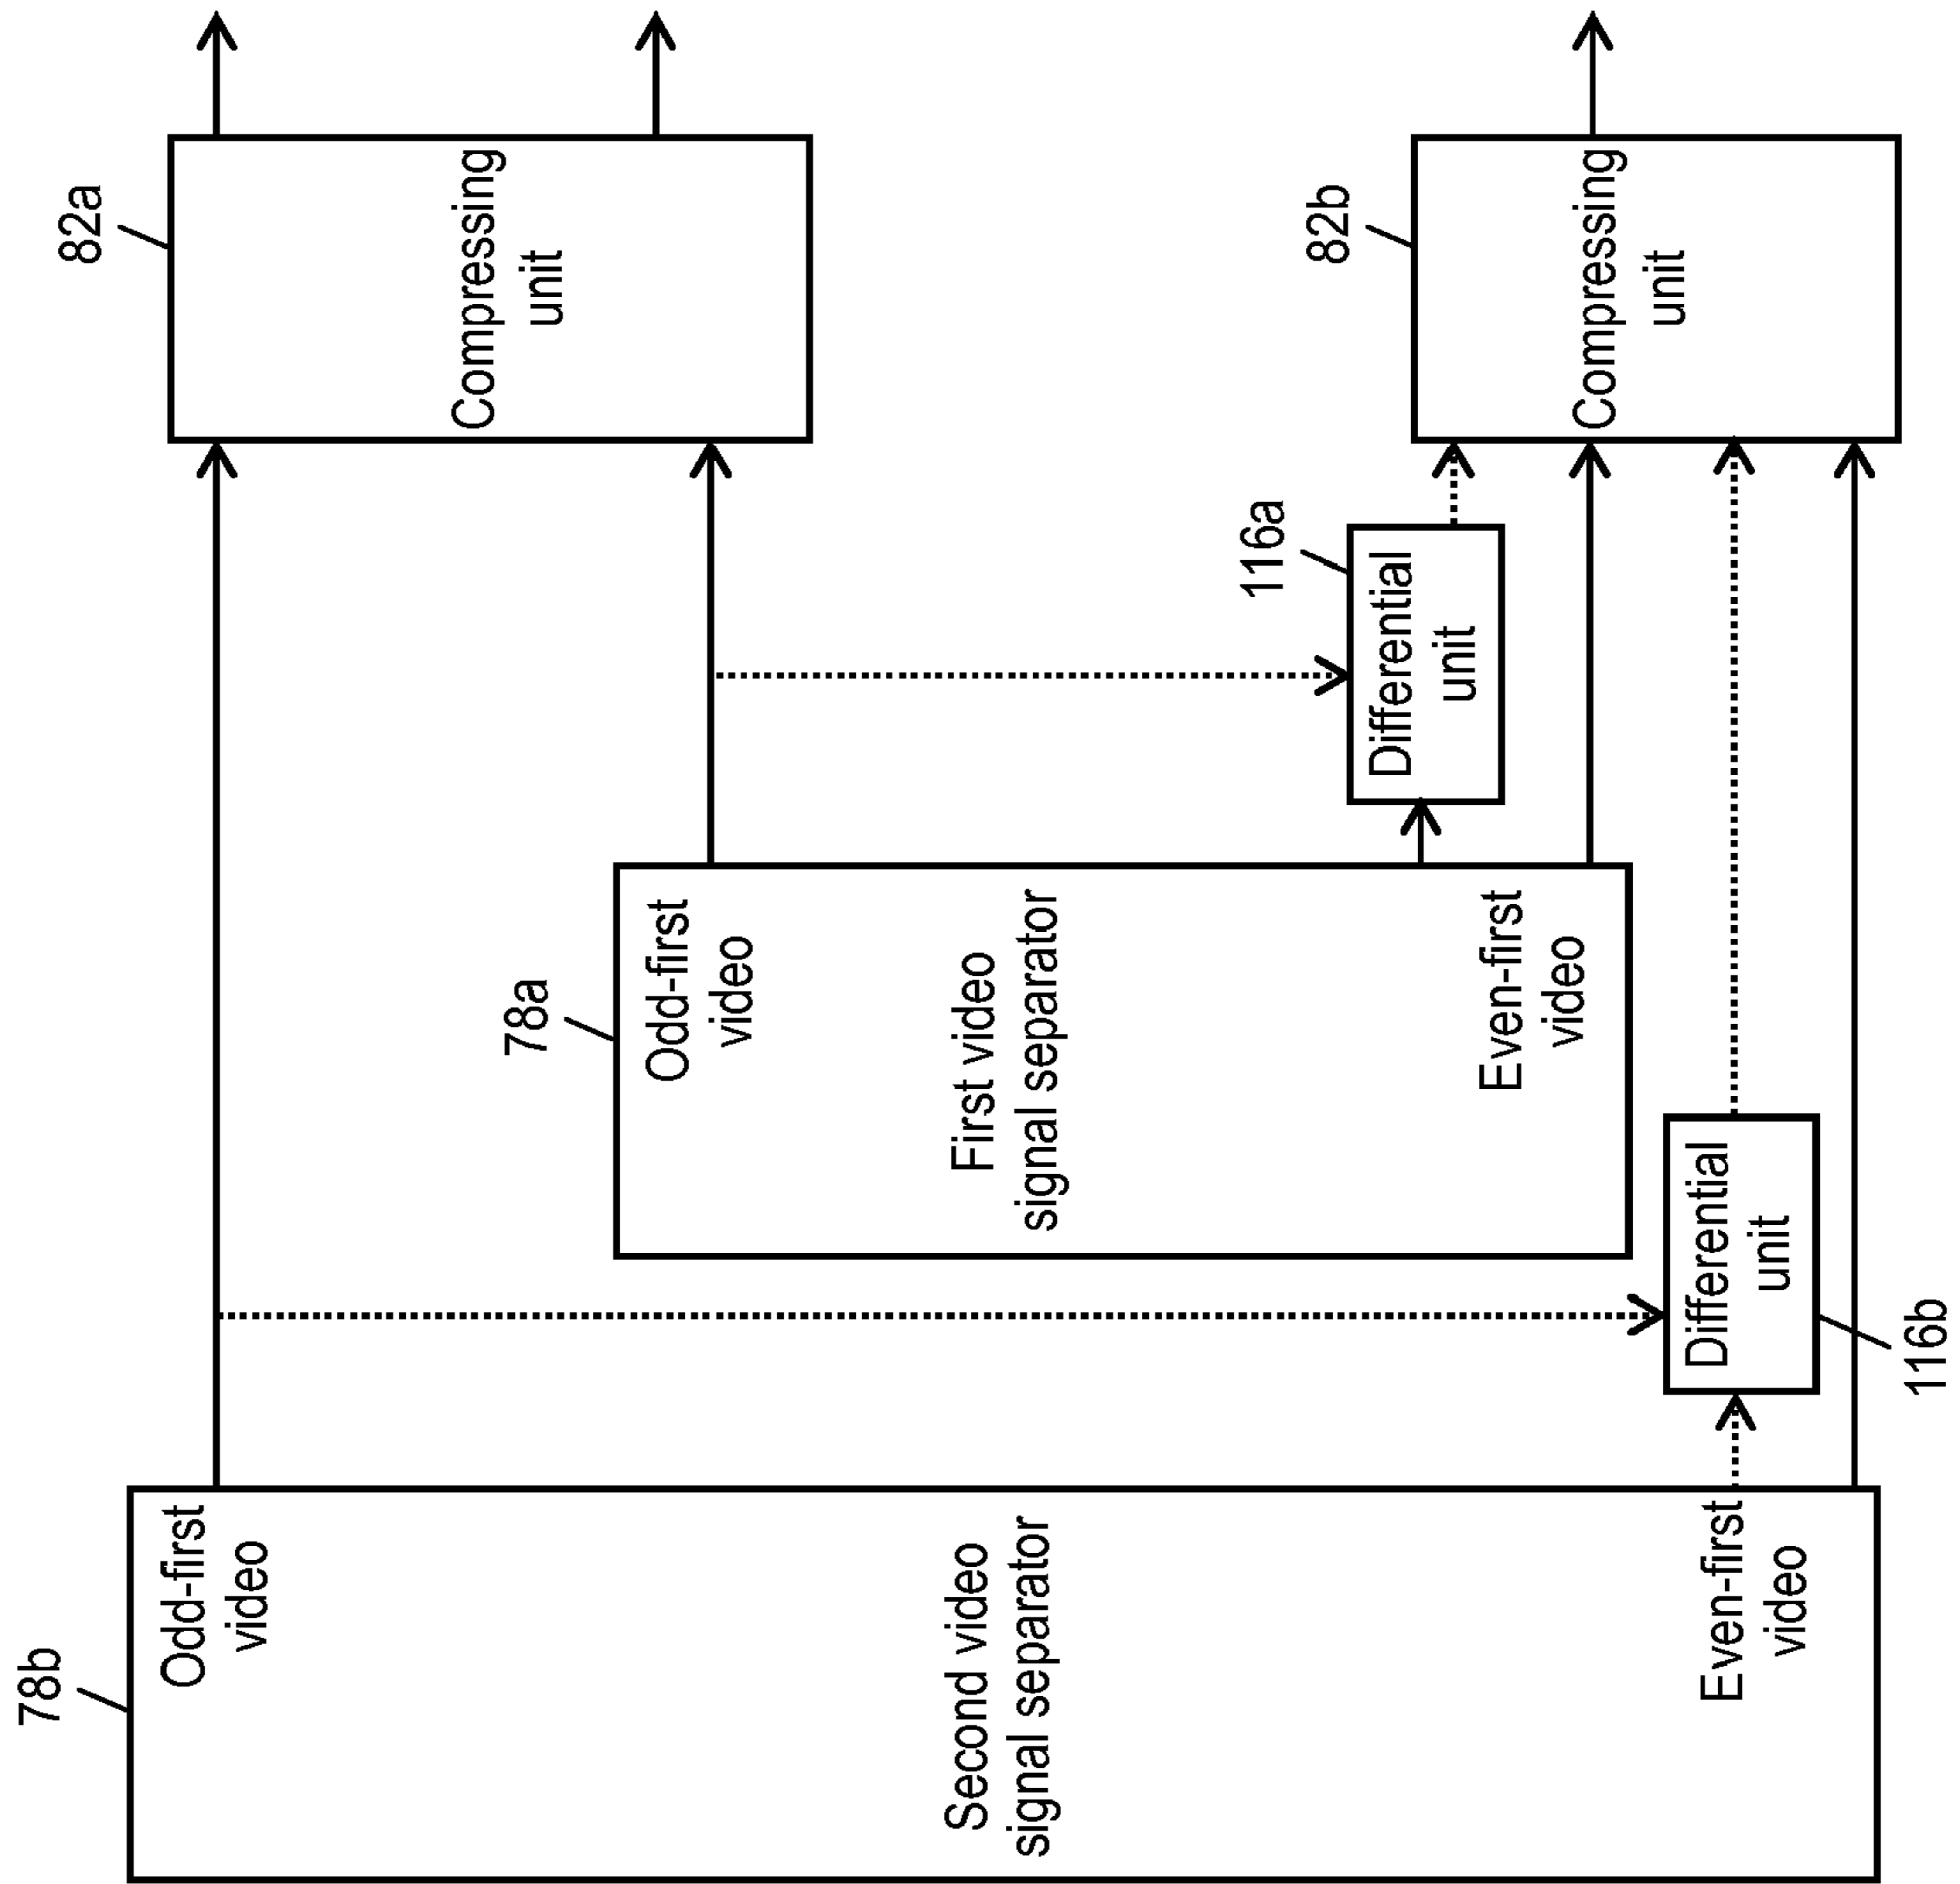 78b
Odd-first
video
Second video
signal separator
Even-first
video
78a
Odd-first
video
First video
signal separator
Even-first
video
116b
Differential
unit
116a
Differential
unit
82a
Compressing
unit
82b
Compressing
unit